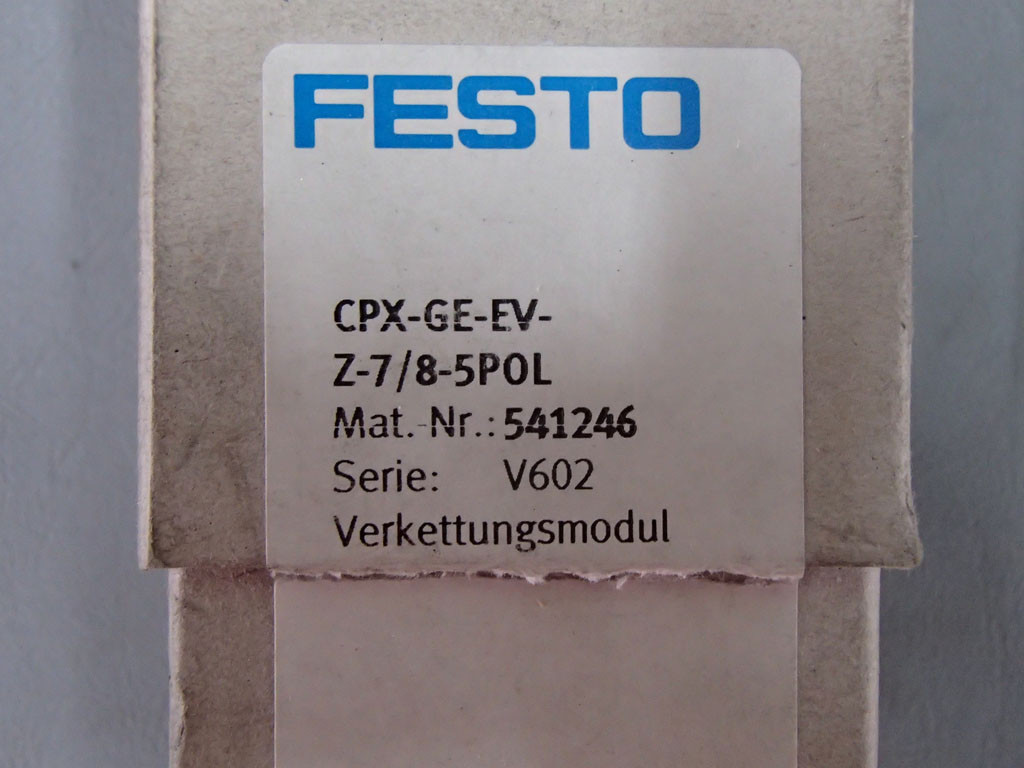 FESTO
CPX-GE-EV-
Z-7/8-5POL
Mat.-Nr.: 541246
Serie: V602
Verkettungsmodul